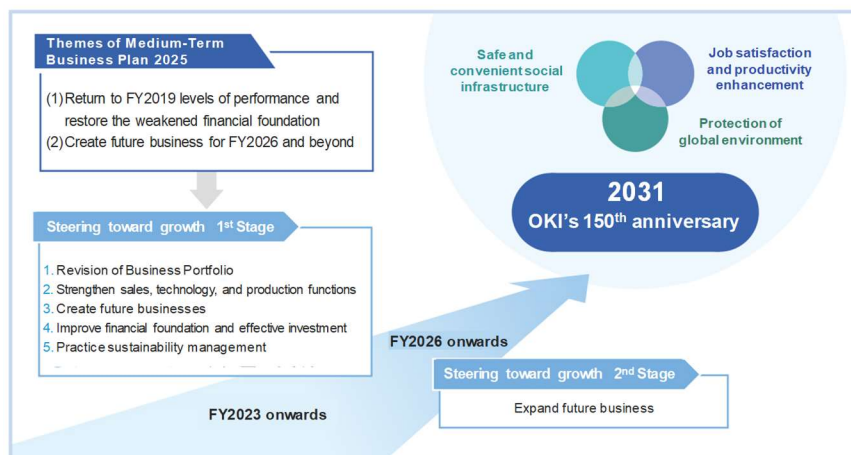 Themes of Medium-Term
Business Plan 2025
(1)Return to FY2019 levels of performance and
restore the weakened financial foundation
(2)Create future business for FY2026 and beyond
Safe and
convenient social
infrastructure
Job satisfaction
and productivity
enhancement
Protection of
global environment
2031
OKI's 150th anniversary
Steering toward growth 1st Stage
1. Revision of Business Portfolio
2. Strengthen sales, technology, and production functions
3. Create future businesses
4. Improve financial foundation and effective investment
5. Practice sustainability management
FY2023 onwards
FY2026 onwards
Steering toward growth 2nd Stage
Expand future business